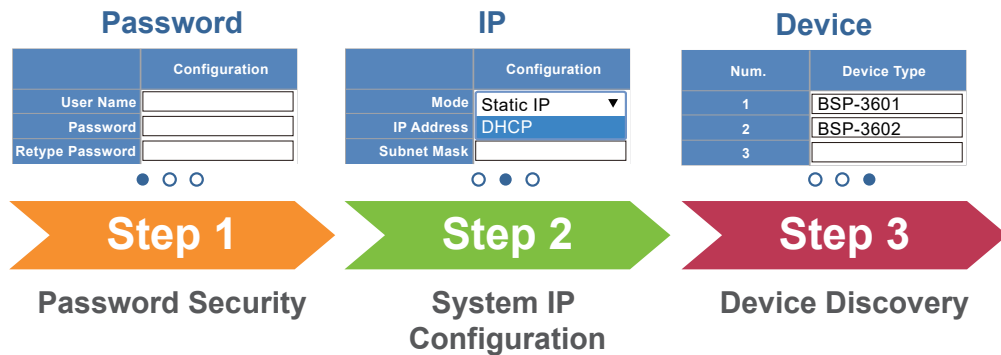 Password
Configuration
User Name
Password
Retype Password
Step 1
Password Security
IP
Configuration
Mode Static IP ▼
IP Address DHCP
Subnet Mask
Step 2
System IP
Configuration
Device
Num. Device Type
1 BSP-3601
2 BSP-3602
3
Step 3
Device Discovery